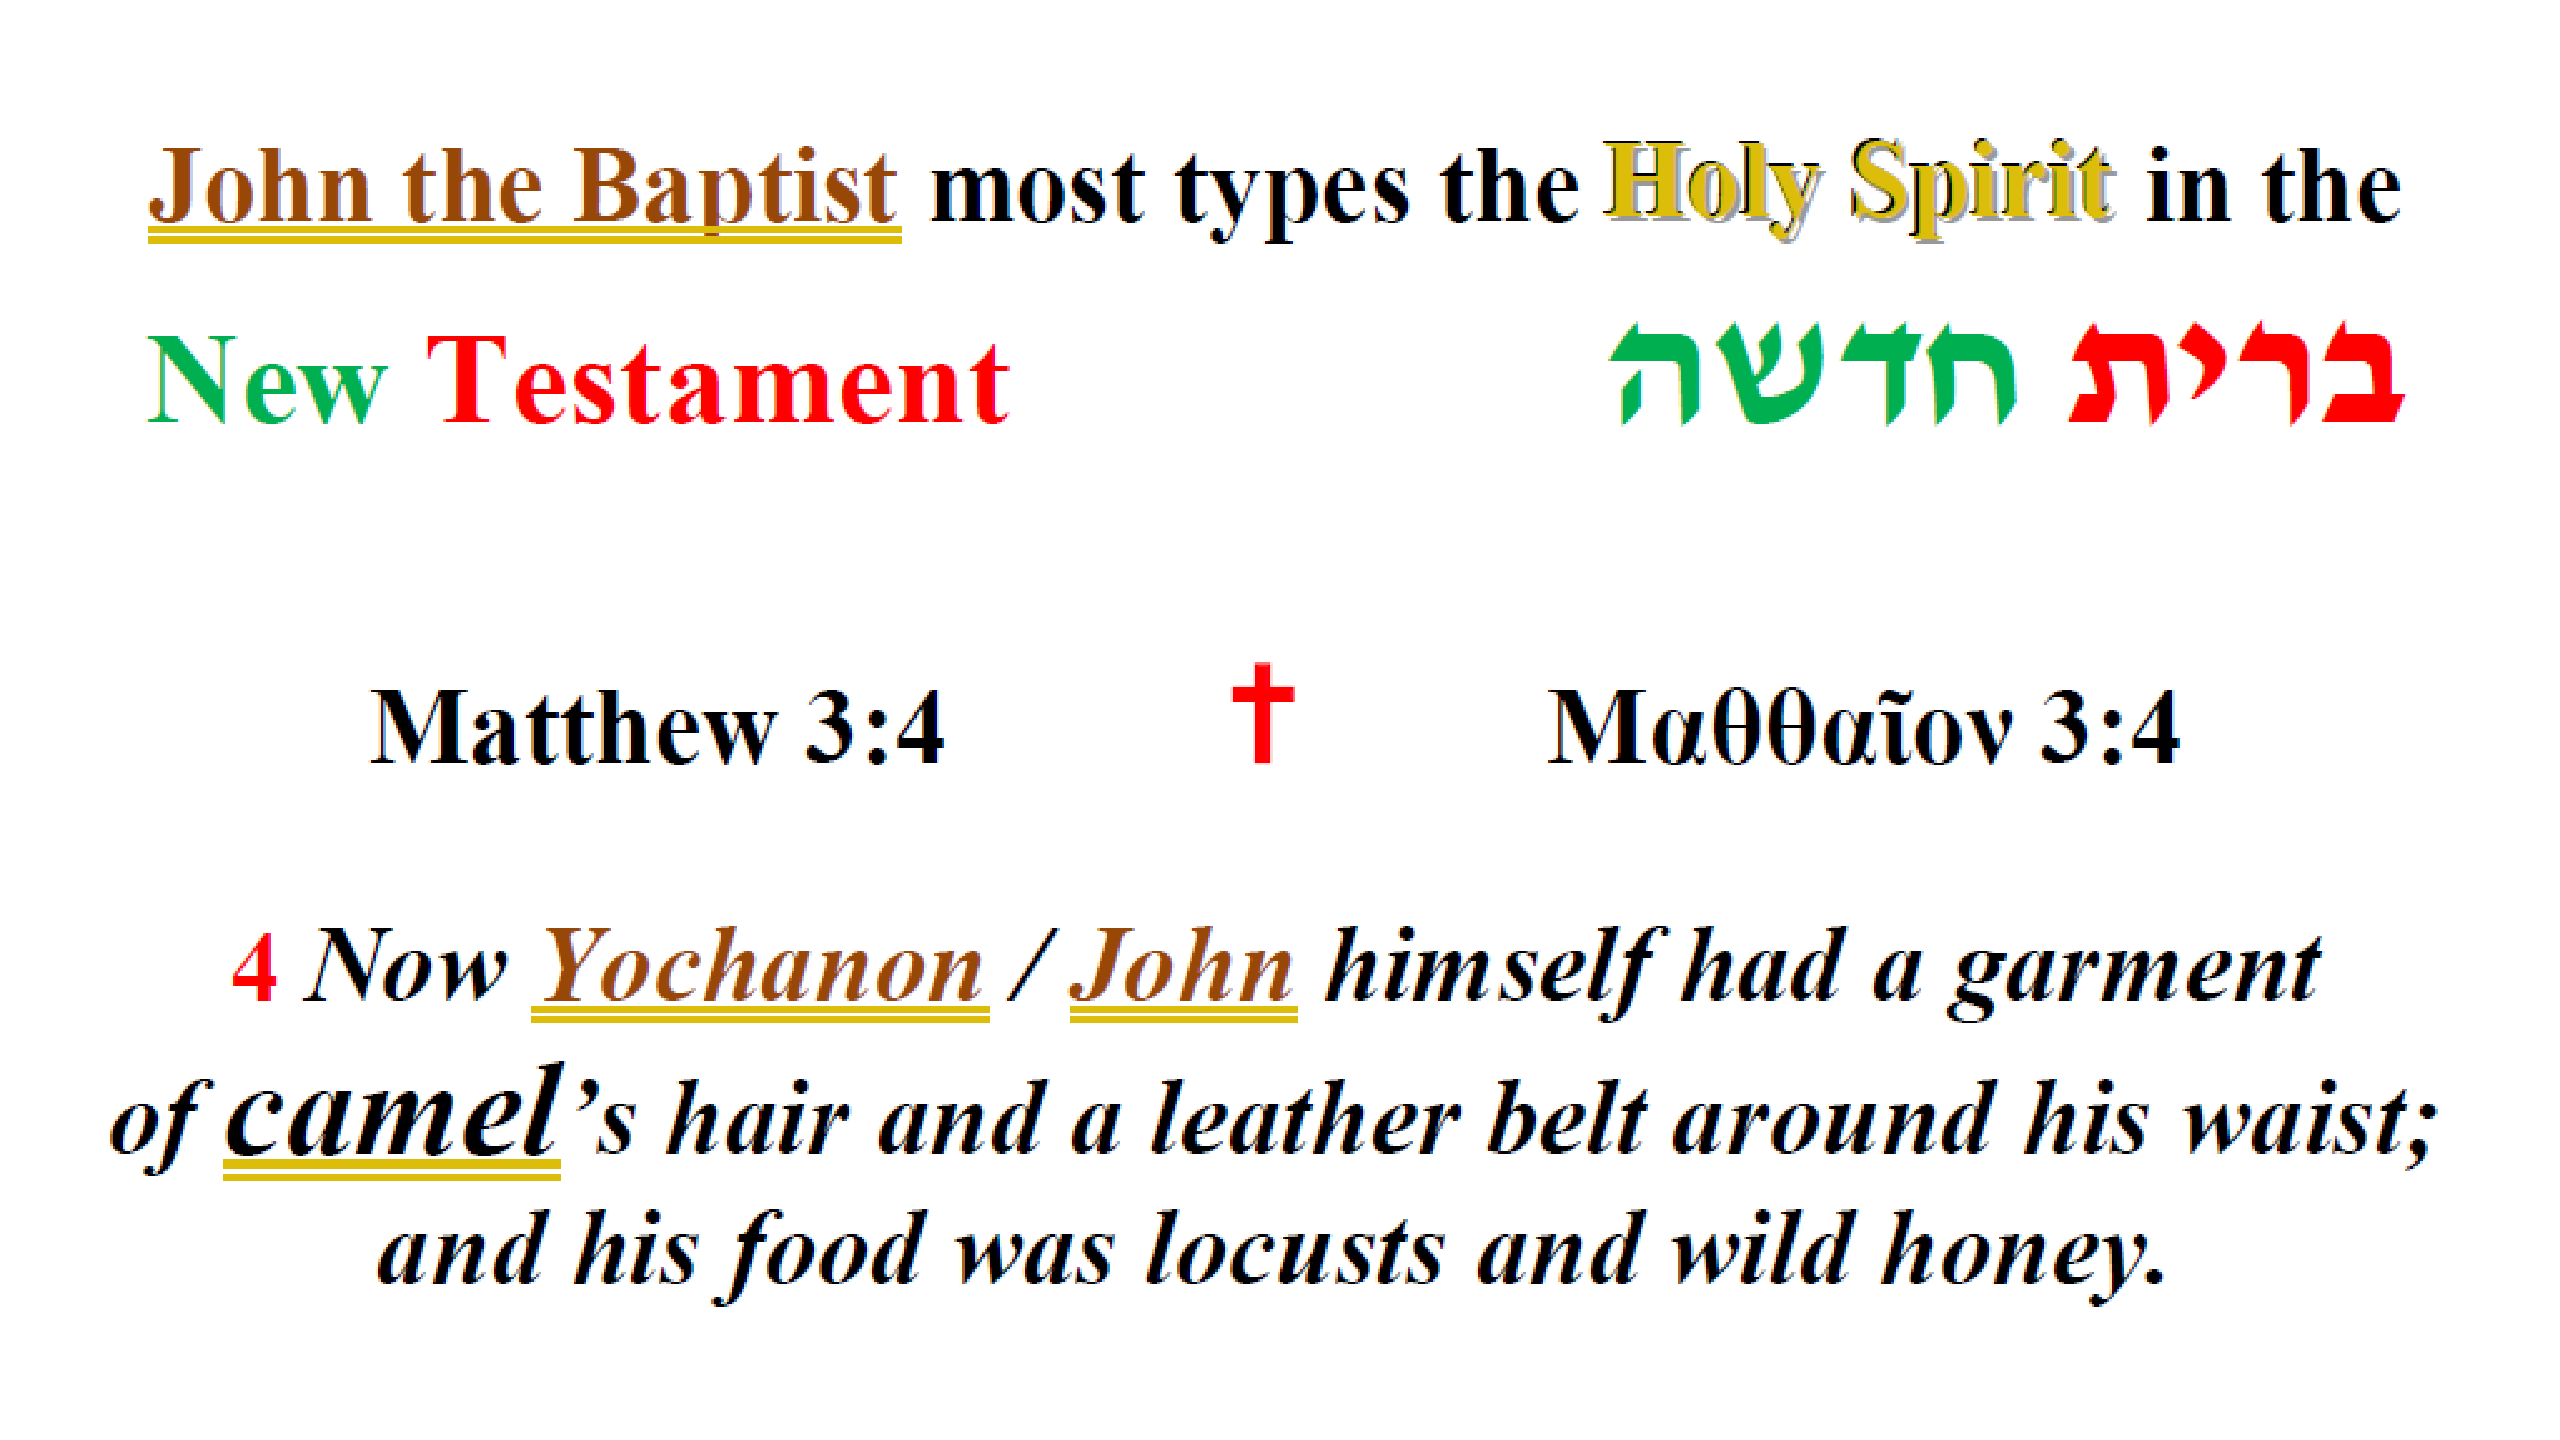 John the Baptist most types the Holy Spirit in the
New Testament ברית חדשה
Matthew 3:4 ✝ Μαθθαῖον 3:4
4 Now Yochanon / John himself had a garment
of camel’s hair and a leather belt around his waist;
and his food was locusts and wild honey.